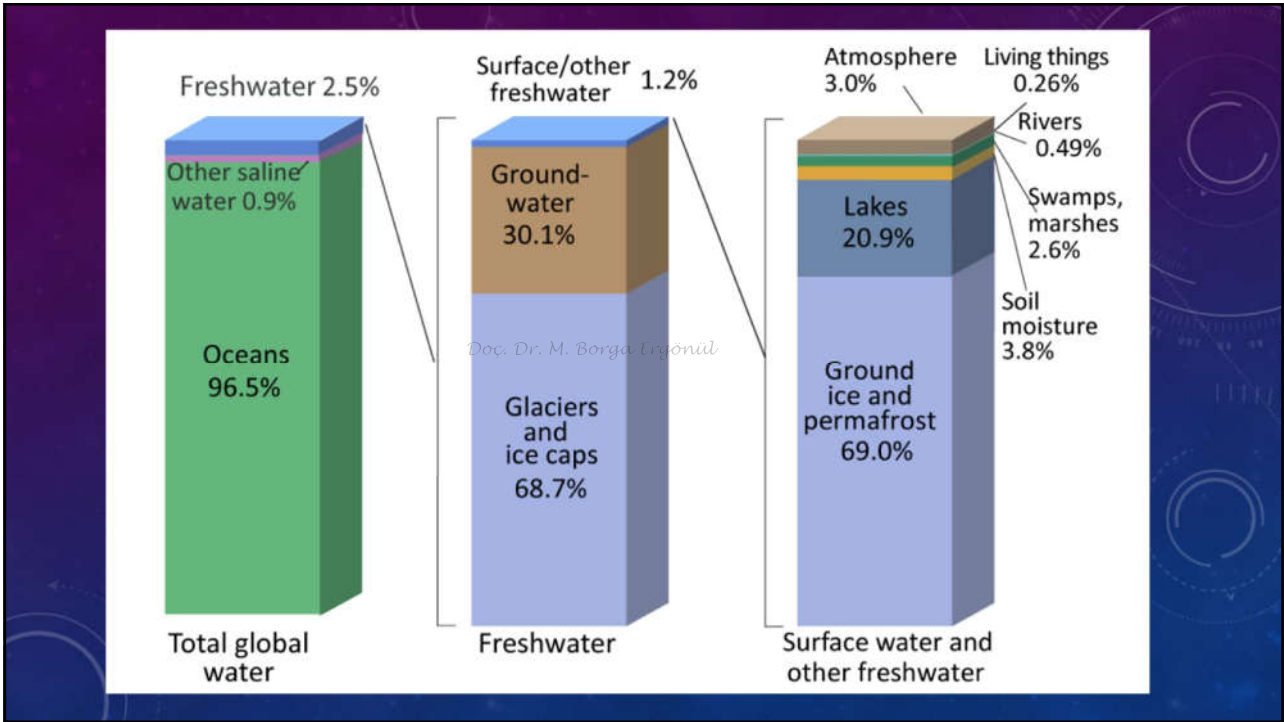 Freshwater 2.5%
Other saline
water 0.9%
Oceans
96.5%
Total global
water
Surface/other
freshwater
1.2%
Ground-
water
30.1%
Glaciers
and
ice caps
68.7%
Freshwater
Atmosphere
3.0%
Living things
0.26%
Rivers
0.49%
Swamps,
marshes
2.6%
Soil
moisture
3.8%
Lakes
20.9%
Ground
ice and
permafrost
69.0%
Surface water and
other freshwater
Doç. Dr. M. Borga Ergönül